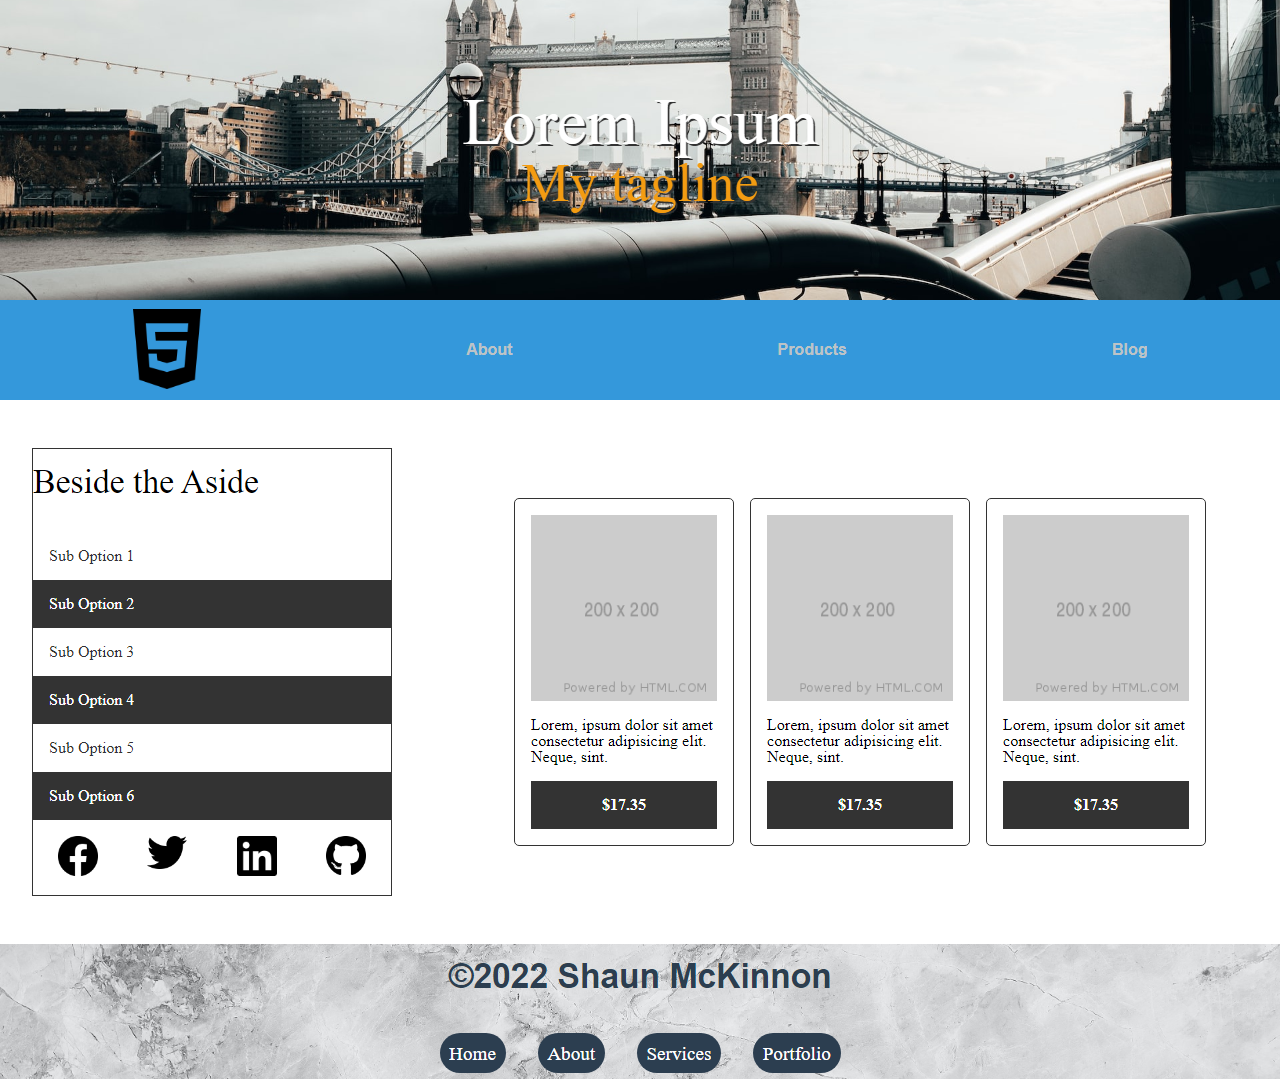 Lorem Ipsum
My tagline
5
About
Products
Blog
Beside the Aside
Sub Option 1
Sub Option 2
Sub Option 3
Sub Option 4
Sub Option 5
Sub Option 6
in
200 x 200
Powered by HTML.COM
Lorem, ipsum dolor sit amet
consectetur adipisicing elit.
Neque, sint.
$17.35
200 x 200
Powered by HTML.COM
Lorem, ipsum dolor sit amet
consectetur adipisicing elit.
Neque, sint.
$17.35
200 x 200
Powered by HTML.COM
Lorem, ipsum dolor sit amet
consectetur adipisicing elit.
Neque, sint.
$17.35
©2022 Shaun McKinnon
Home
About
Services
Portfolio